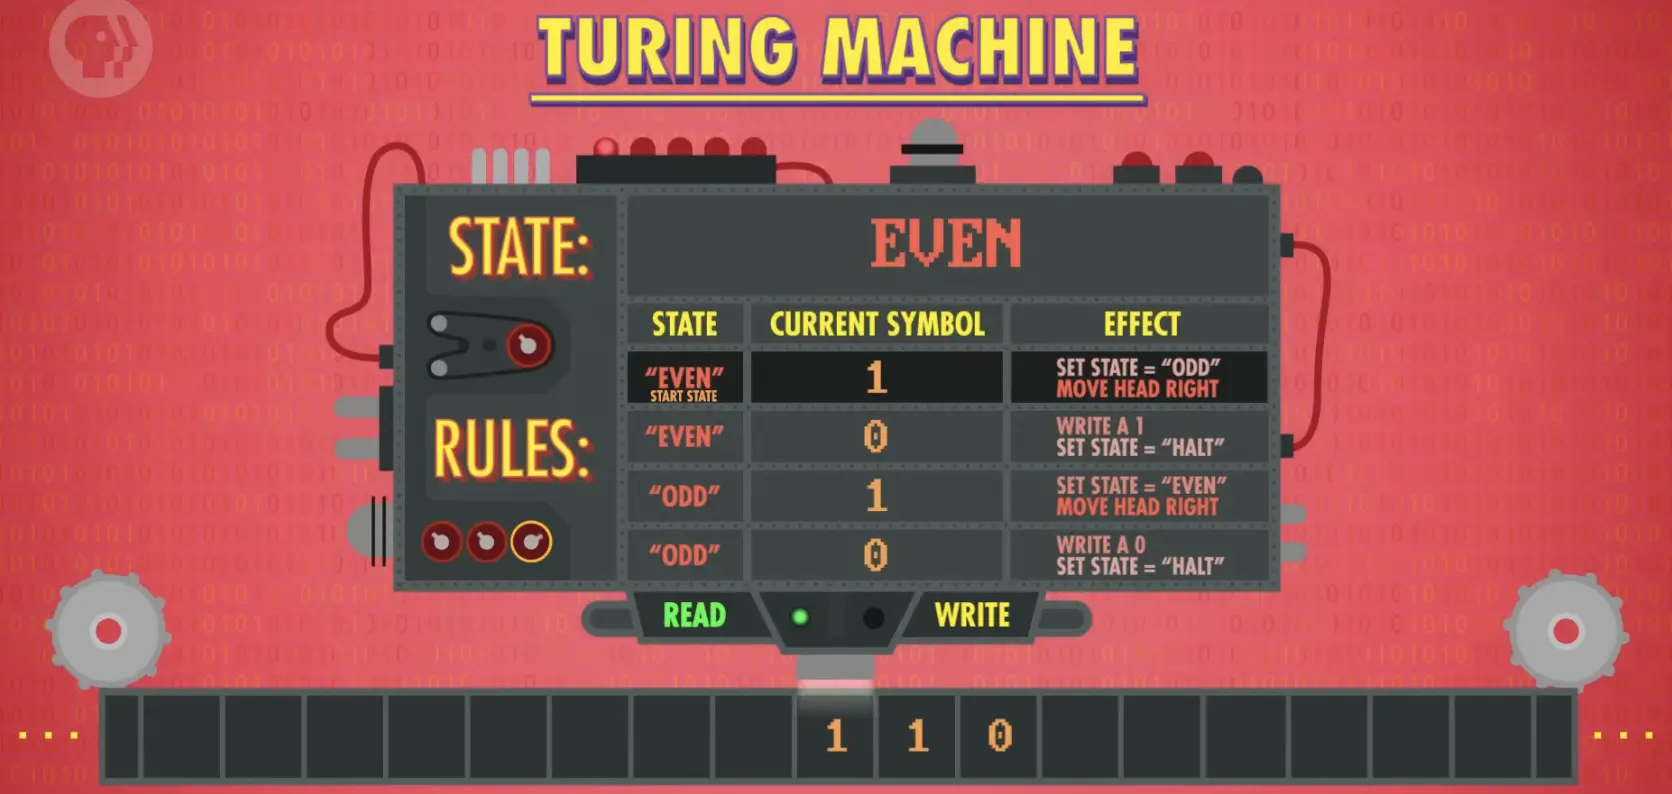 TURING MACHINE
STATE:
EVEN
STATE CURRENT SYMBOL EFFECT
"EVEN" 1 SET STATE = "ODD"
START STATE MOVE HEAD RIGHT
"EVEN" 0 WRITE A 1
SET STATE = "HALT"
RULES:
"ODD" 1 SET STATE = "EVEN"
MOVE HEAD RIGHT
"ODD" 0 WRITE A 0
SET STATE = "HALT"
READ WRITE
... 1 1 0 ...